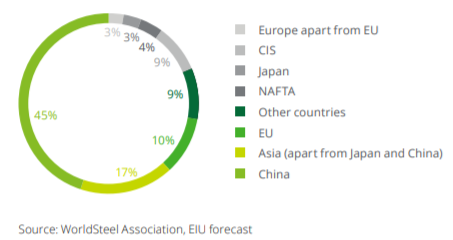 3%
3%
4%
9%
9%
10%
17%
45%
Europe apart from EU
CIS
Japan
NAFTA
Other countries
EU
Asia (apart from Japan and China)
China
Source: WorldSteel Association, EIU forecast